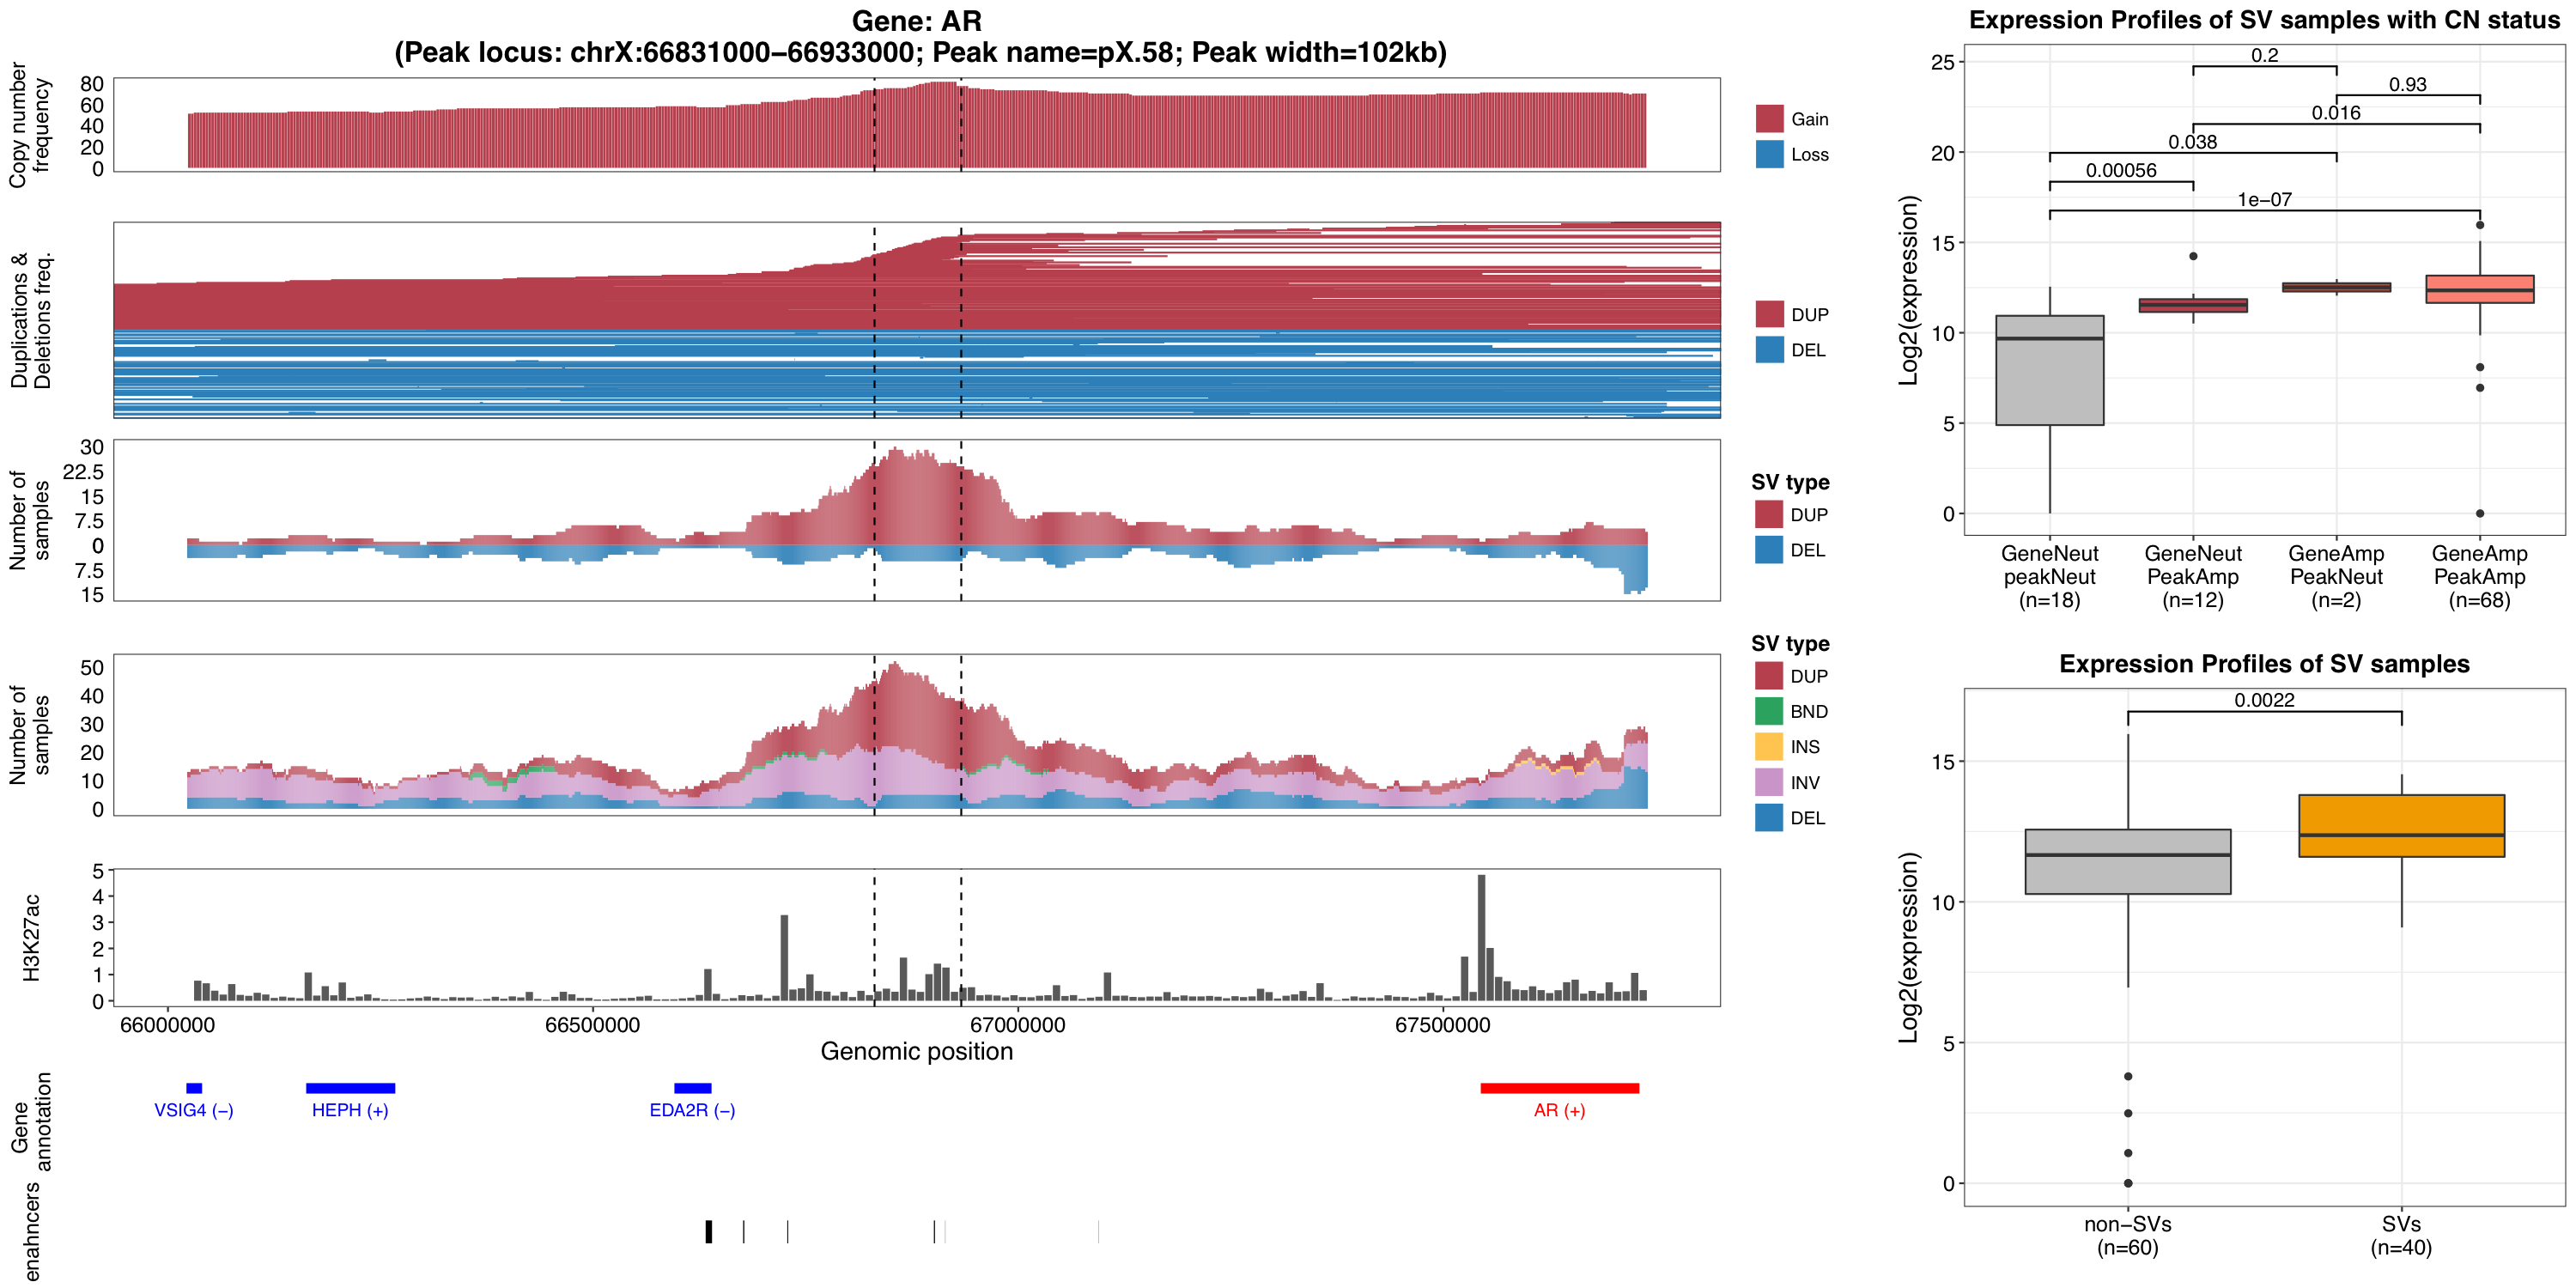 Gene: AR
(Peak locus: chrX:66831000–66933000; Peak name=pX.58; Peak width=102kb)
Copy number
frequency
80
60
40
20
0
Gain
Loss
Duplications &
Deletions freq.
DUP
DEL
Number of
samples
30
22.5
15
7.5
0
7.5
15
SV type
DUP
DEL
Number of
samples
50
40
30
20
10
0
SV type
DUP
BND
INS
INV
DEL
H3K27ac
5
4
3
2
1
0
66000000
66500000
67000000
67500000
Genomic position
Gene
annotation
VSIG4 (−)
HEPH (+)
EDA2R (−)
AR (+)
enahncers
Expression Profiles of SV samples with CN status
Log2(expression)
25
20
15
10
5
0
0.2
0.93
0.016
0.038
0.00056
1e−07
GeneNeut
peakNeut
(n=18)
GeneNeut
PeakAmp
(n=12)
GeneAmp
PeakNeut
(n=2)
GeneAmp
PeakAmp
(n=68)
Expression Profiles of SV samples
Log2(expression)
15
10
5
0
0.0022
non−SVs
(n=60)
SVs
(n=40)